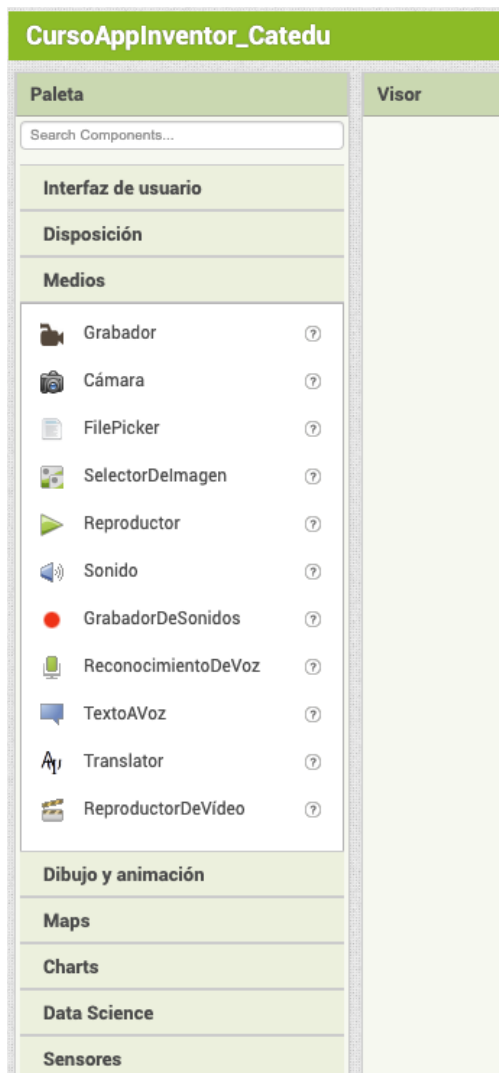 CursoAppInventor_Catedu
Paleta
Visor
Search Components...
Interfaz de usuario
Disposición
Medios
Grabador
Cámara
FilePicker
SelectorDeImagen
Reproductor
Sonido
GrabadorDeSonidos
ReconocimientoDeVoz
TextoAVoz
Translator
ReproductorDeVídeo
Dibujo y animación
Maps
Charts
Data Science
Sensores